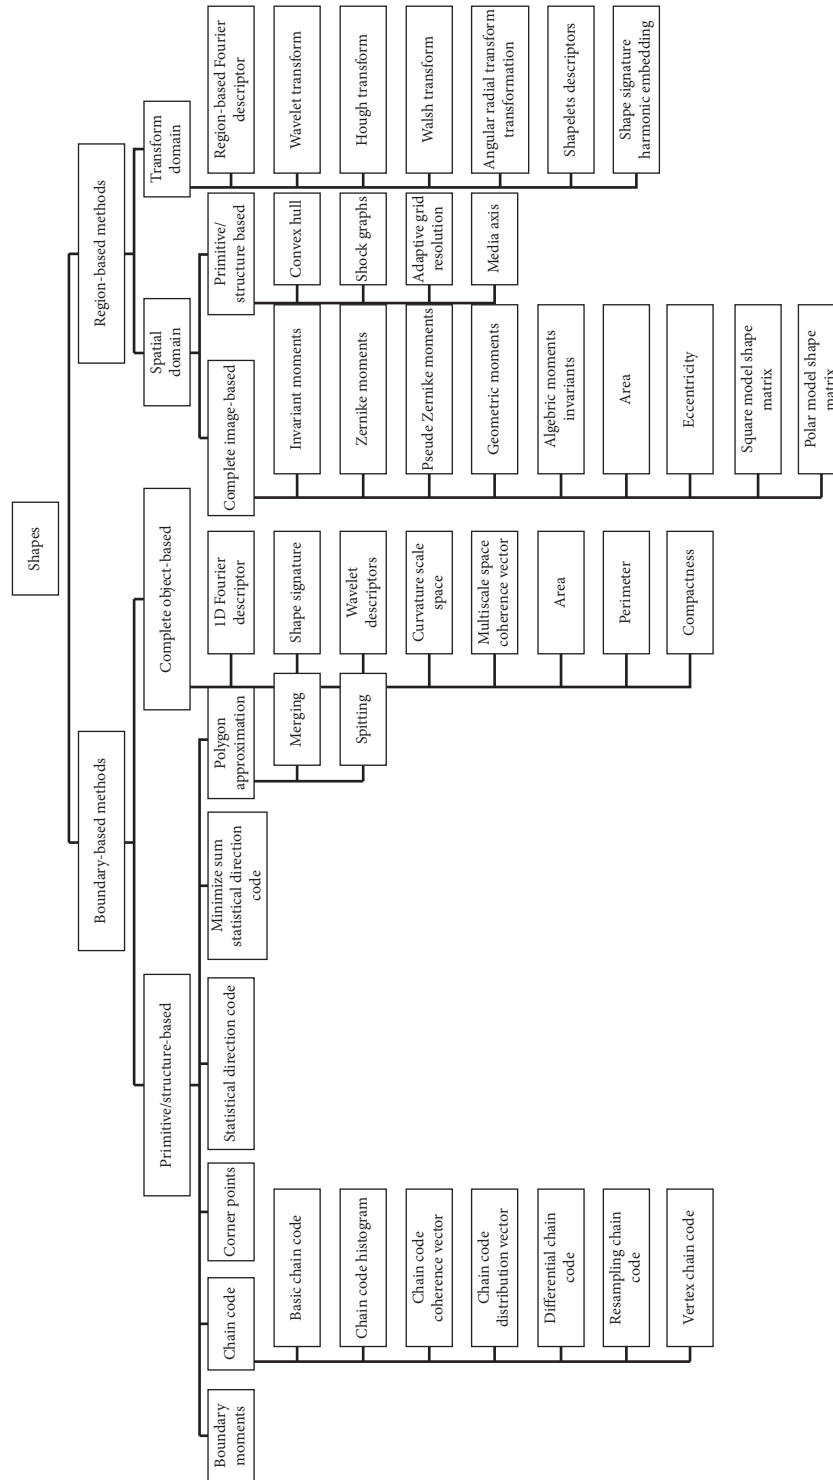 Shapes
Boundary-based methods
Region-based methods
Primitive/structure-based
Complete object-based
Spatial
domain
Transform
domain
Boundary
moments
Chain code
Corner points
Statistical direction code
Minimize sum
statistical direction
code
Polygon
approximation
1D Fourier
descriptor
Complete image-based
Primitive/
structure based
Region-based Fourier
descriptor
Basic chain code
Merging
Shape signature
Invariant moments
Convex hull
Wavelet transform
Chain code histogram
Spitting
Wavelet
descriptors
Zernike moments
Shock graphs
Hough transform
Chain code
coherence vector
Curvature scale
space
Pseude Zernike moments
Adaptive grid
resolution
Walsh transform
Chain code
distribution vector
Multiscale space
coherence vector
Geometric moments
Media axis
Angular radial transform
transformation
Differential chain
code
Area
Algebric moments
invariants
Shapelets descriptors
Resampling chain
code
Perimeter
Area
Shape signature
harmonic embedding
Vertex chain code
Compactness
Eccentricity
Square model shape
matrix
Polar model shape
matrix